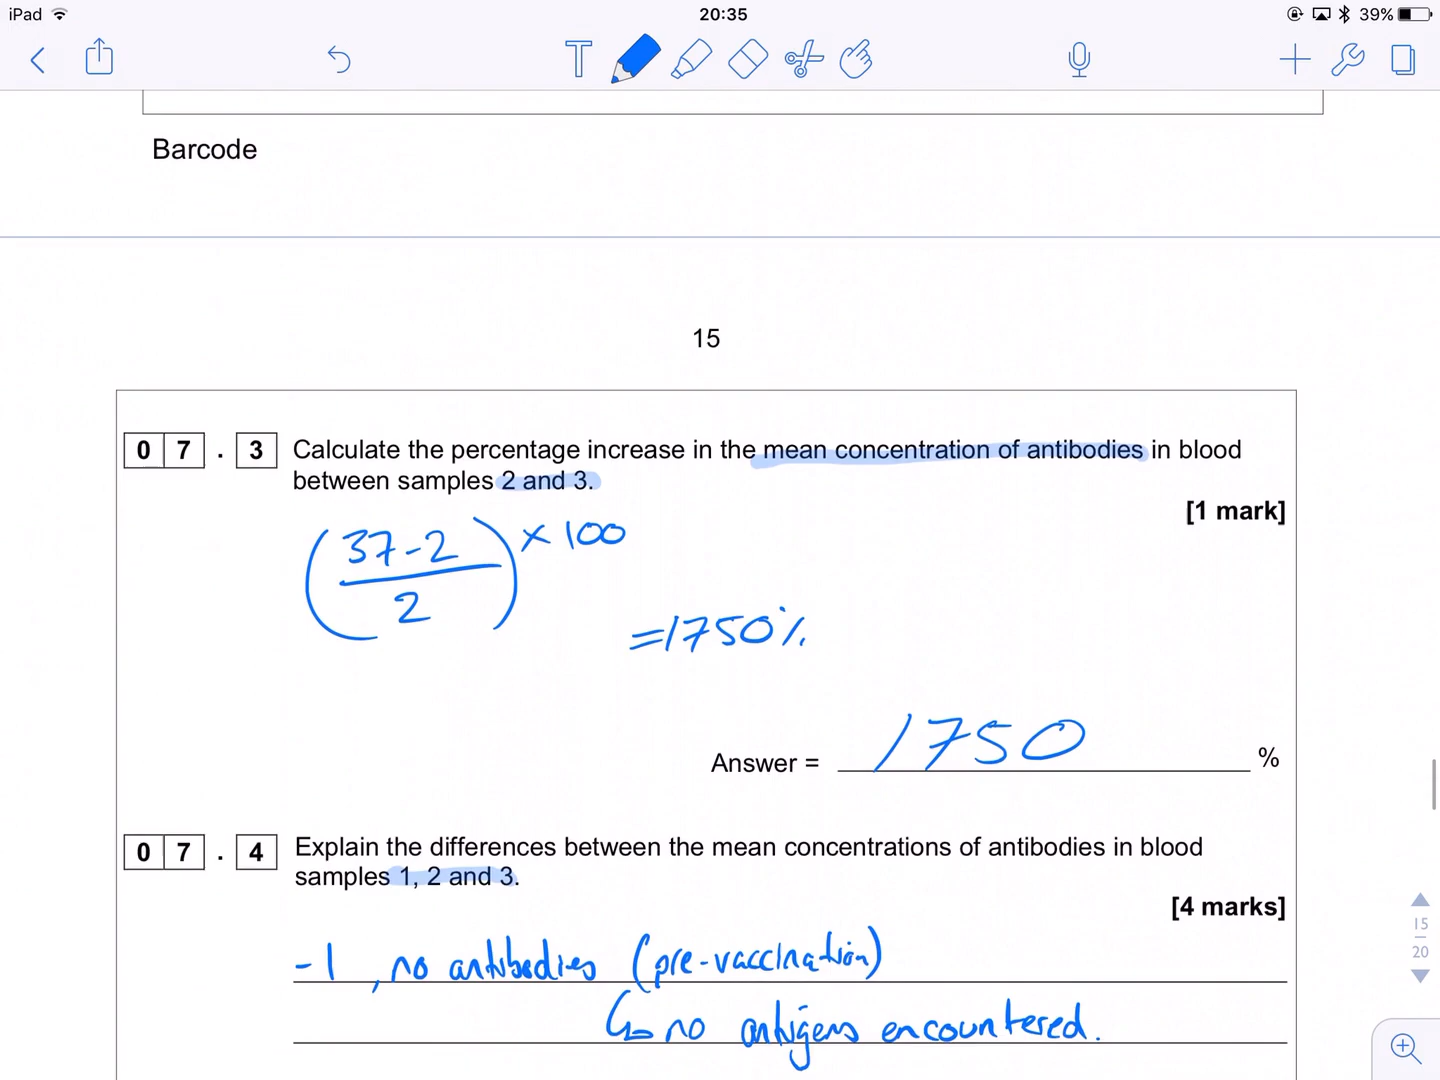 iPad 20:35 39%
Barcode
15
0 7 . 3 Calculate the percentage increase in the mean concentration of antibodies in blood
between samples 2 and 3.
[1 mark]
(37-2 / 2) × 100
=1750%
Answer = 1750 %
0 7 . 4 Explain the differences between the mean concentrations of antibodies in blood
samples 1, 2 and 3.
[4 marks]
15
20
-1, no antibodies (pre-vaccination)
↳ no antigens encountered.